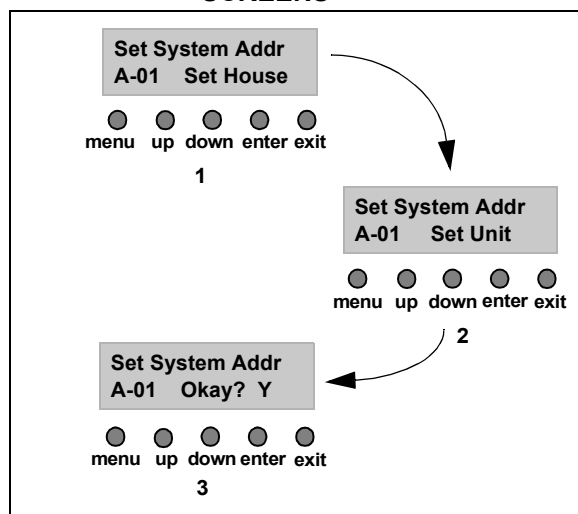 SCREENS
Set System Addr
A-01 Set House
menu up down enter exit
1
Set System Addr
A-01 Set Unit
menu up down enter exit
2
Set System Addr
A-01 Okay? Y
menu up down enter exit
3